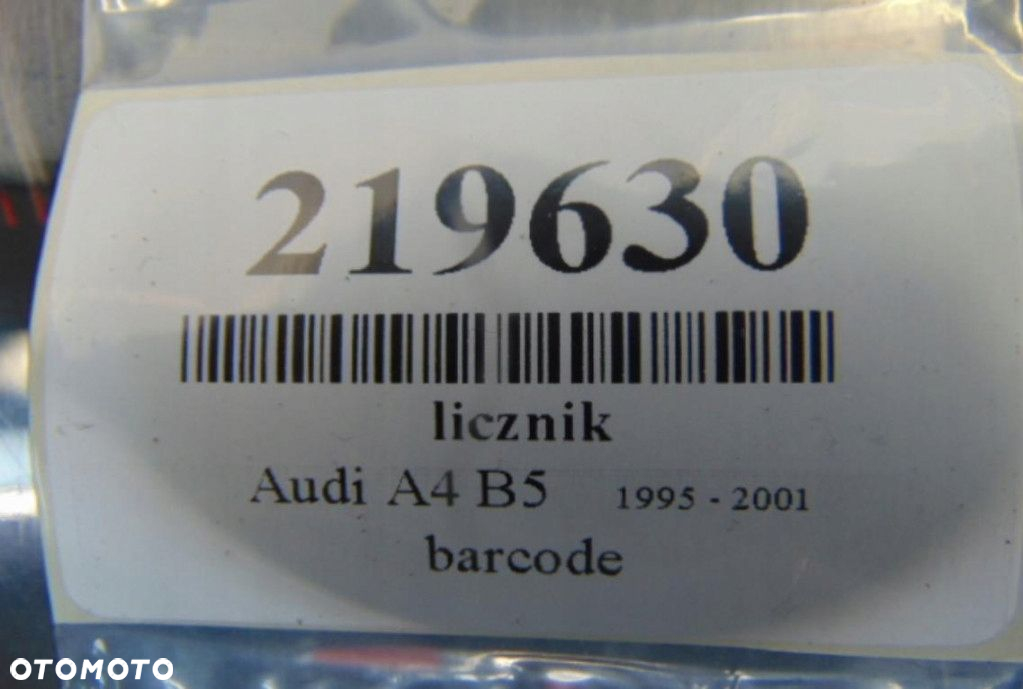 219630
licznik
Audi A4 B5 1995 - 2001
barcode
OTOMOTO